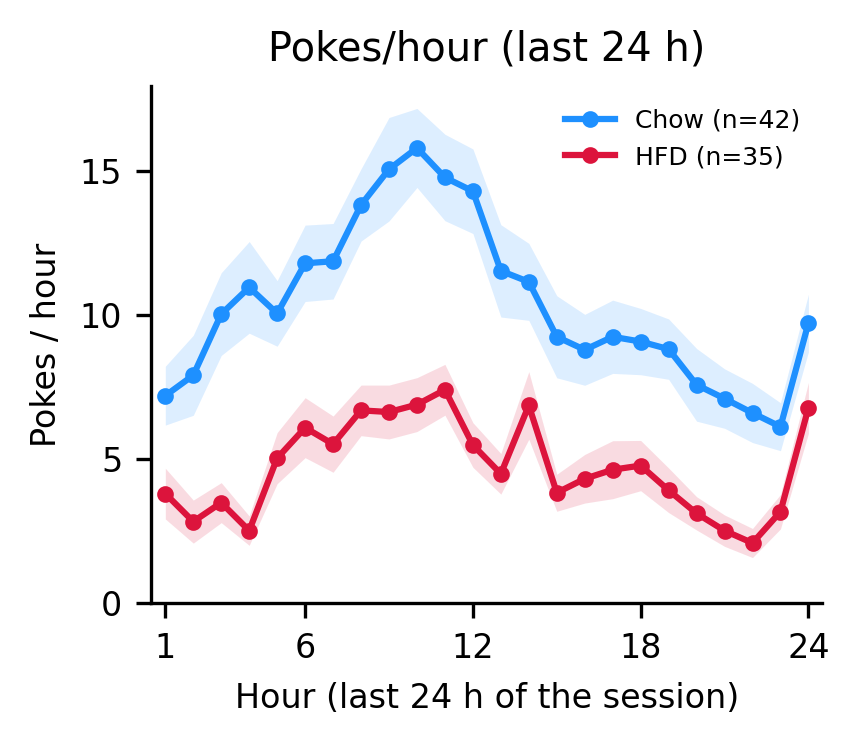 Pokes/hour (last 24 h)
Chow (n=42)
HFD (n=35)
Pokes / hour
15
10
5
0
1 6 12 18 24
Hour (last 24 h of the session)